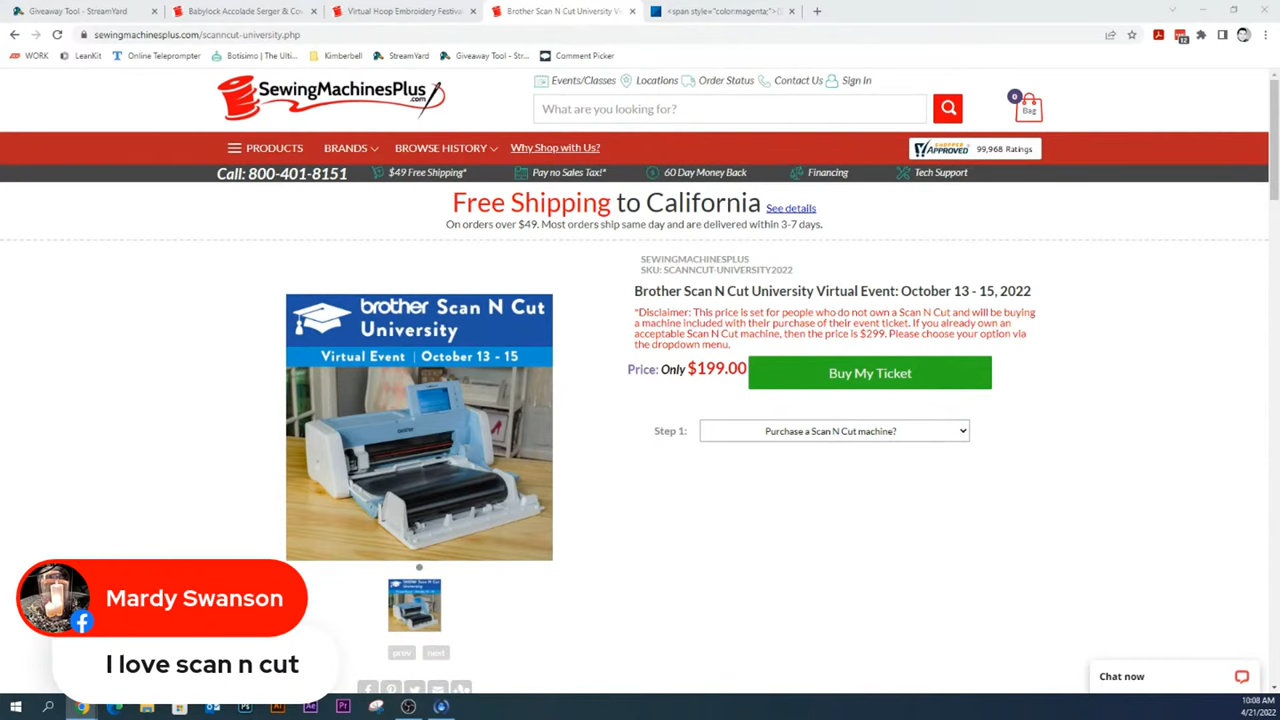 Giveaway Tool - StreamYard
Babylock Accolade Serger & Co
Virtual Hoop Embroidery Festival
Brother Scan N Cut University V
<span style="color:magenta;">
sewingmachinesplus.com/scanncut-university.php
WORK
LeanKit
Online Teleprompter
Botisimo | The Ulti...
Kimberbell
StreamYard
Giveaway Tool - Str...
Comment Picker
12
SewingMachinesPlus
.com
Events/Classes
Locations
Order Status
Contact Us
Sign In
What are you looking for?
0
Bag
PRODUCTS
BRANDS
BROWSE HISTORY
Why Shop with Us?
SHOPPER APPROVED
99,968 Ratings
Call: 800-401-8151
$49 Free Shipping*
Pay no Sales Tax!*
60 Day Money Back
Financing
Tech Support
Free Shipping to California See details
On orders over $49. Most orders ship same day and are delivered within 3-7 days.
brother Scan N Cut
University
Virtual Event | October 13 - 15
brother
SEWINGMACHINESPLUS
SKU: SCANNCUT-UNIVERSITY2022
Brother Scan N Cut University Virtual Event: October 13 - 15, 2022
*Disclaimer: This price is set for people who do not own a Scan N Cut and will be buying
a machine included with their purchase of their event ticket. If you already own an
acceptable Scan N Cut machine, then the price is $299. Please choose your option via
the dropdown menu.
Price: Only $199.00
Buy My Ticket
Step 1:
Purchase a Scan N Cut machine?
prev
next
Mardy Swanson
I love scan n cut
Chat now
10:08 AM
4/21/2022